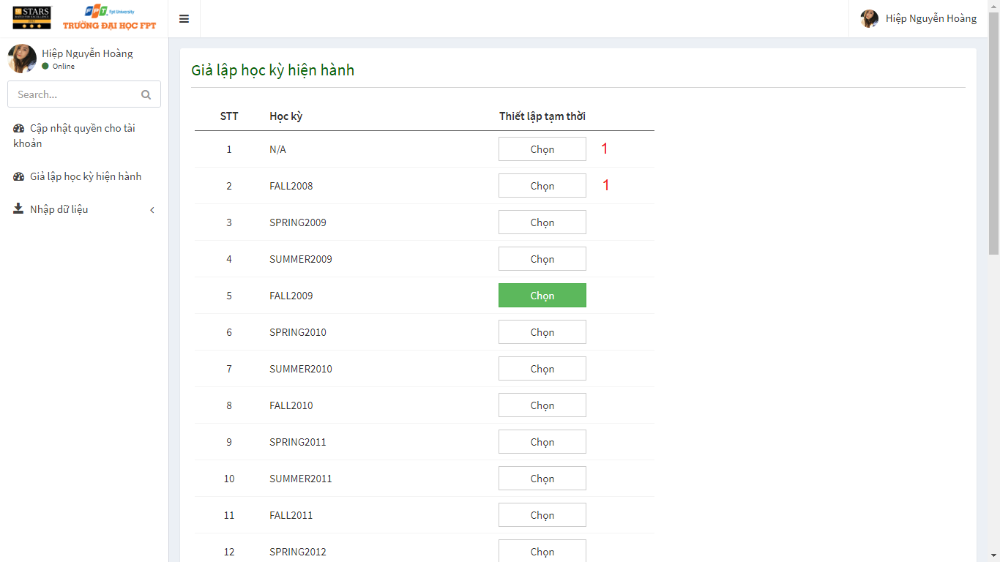 STARS
RATED FOR EXCELLENCE
FPT Fpt University
TRƯỜNG ĐẠI HỌC FPT
Hiệp Nguyễn Hoàng
Hiệp Nguyễn Hoàng
Online
Search...
Cập nhật quyền cho tài
khoản
Giả lập học kỳ hiện hành
Nhập dữ liệu
Giả lập học kỳ hiện hành
STT Học kỳ Thiết lập tạm thời
1 N/A Chọn 1
2 FALL2008 Chọn 1
3 SPRING2009 Chọn
4 SUMMER2009 Chọn
5 FALL2009 Chọn
6 SPRING2010 Chọn
7 SUMMER2010 Chọn
8 FALL2010 Chọn
9 SPRING2011 Chọn
10 SUMMER2011 Chọn
11 FALL2011 Chọn
12 SPRING2012 Chọn